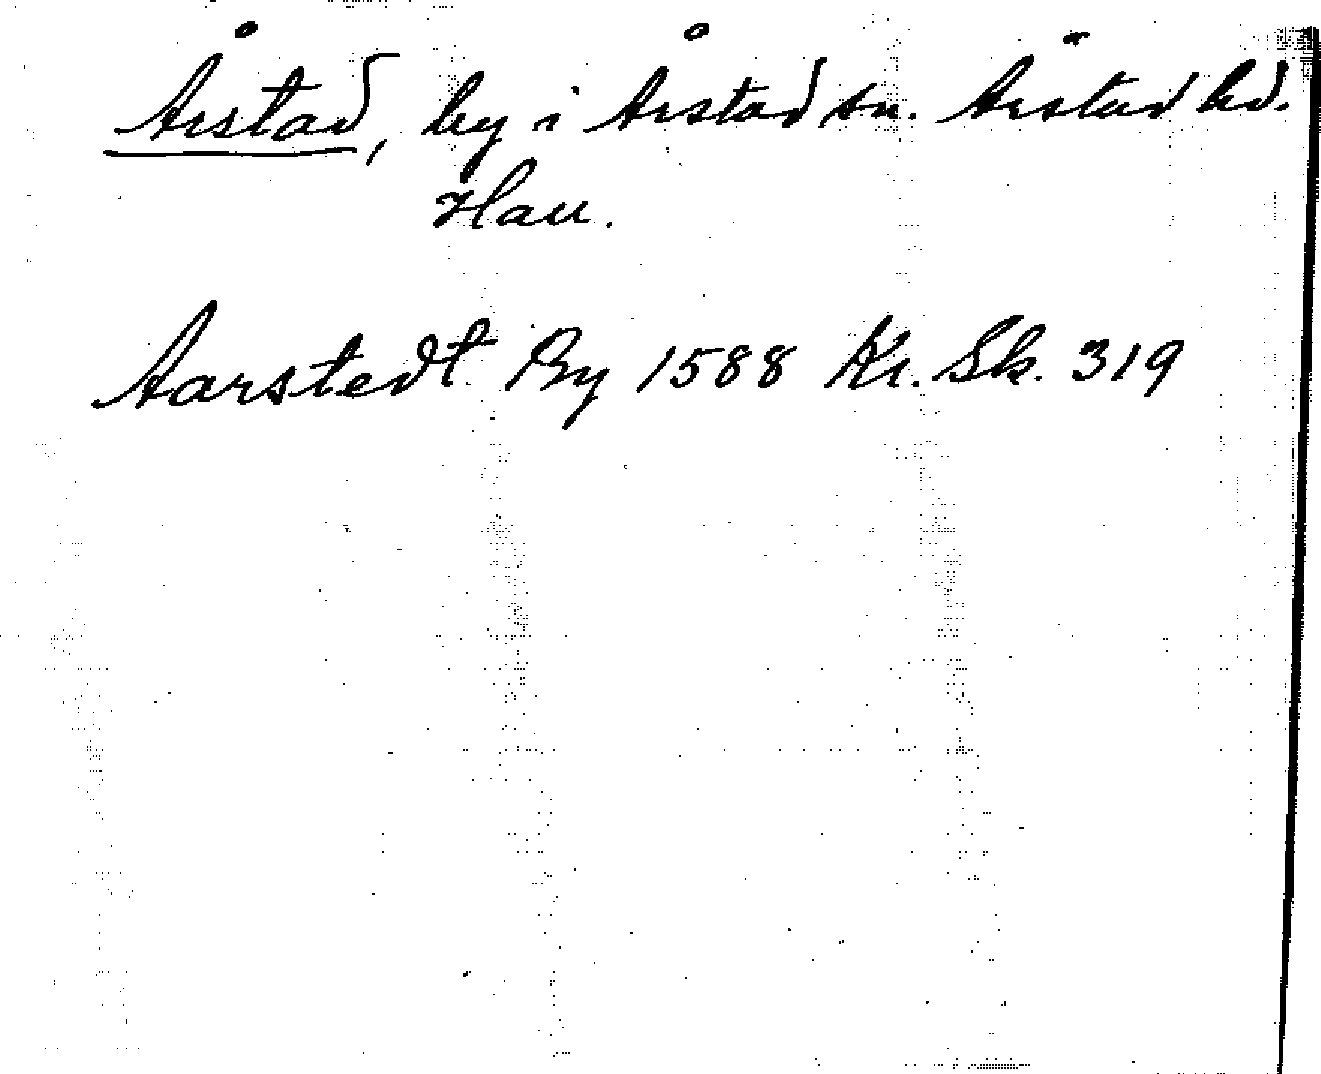 Årstad, by i Årstad sn. Årstad hd.
Hall.
Aarstedt By 1588 Kr. Sk. 319